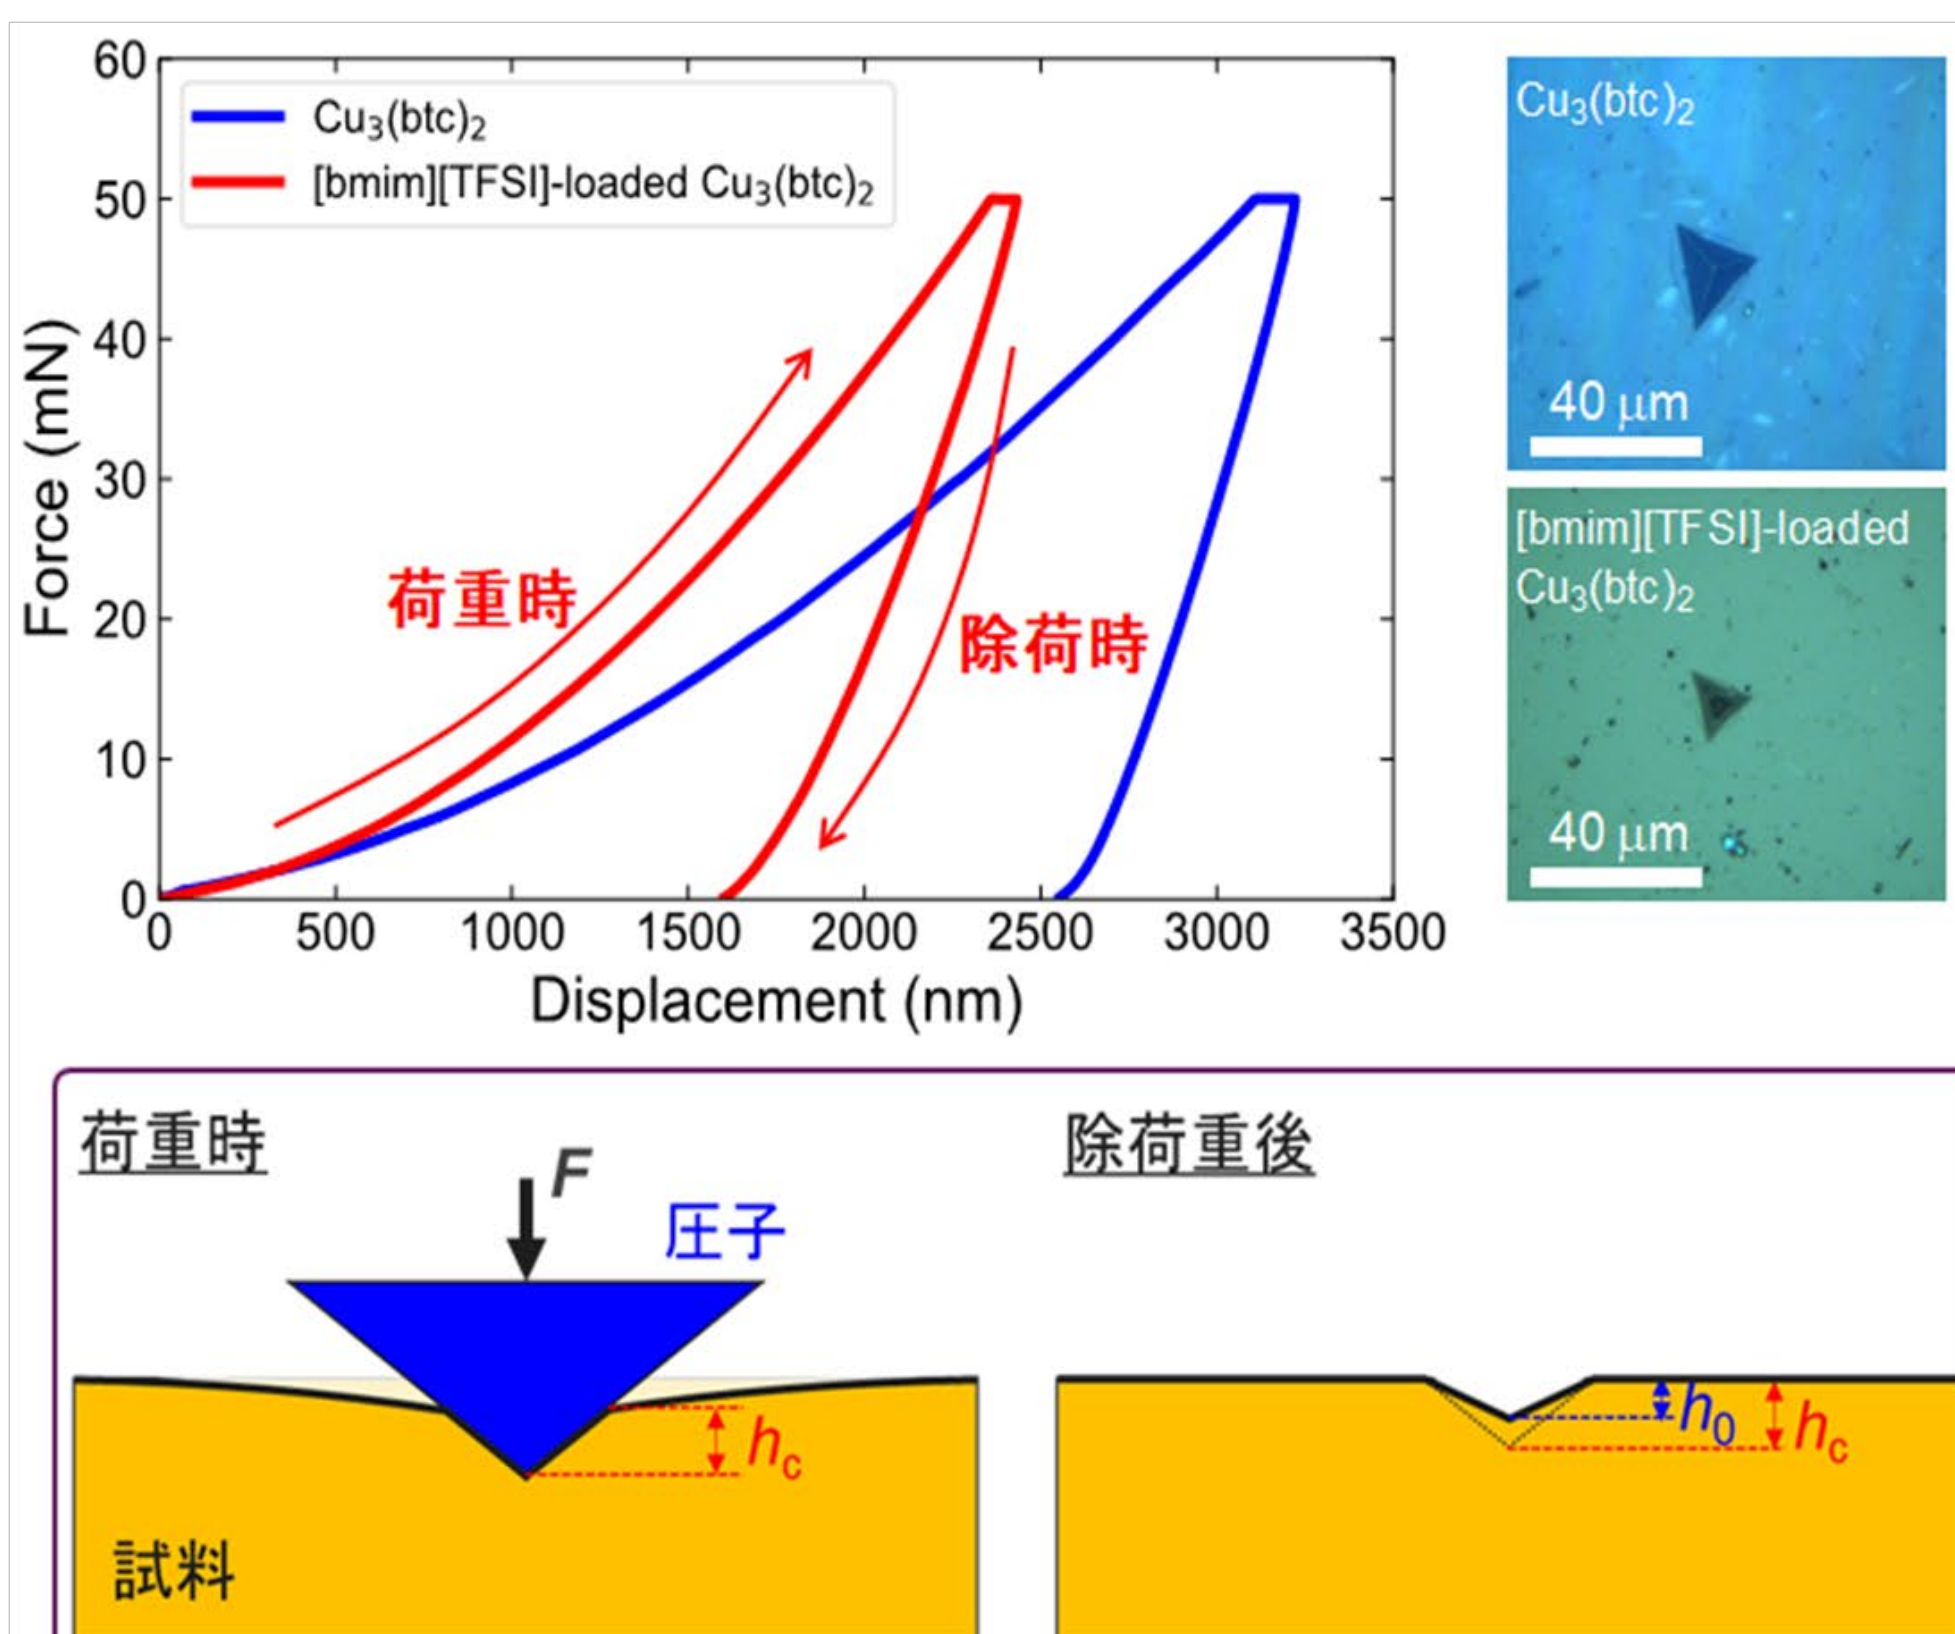 60
50
40
30
20
10
0
Force (mN)
Cu₃(btc)₂
[bmim][TFSI]-loaded Cu₃(btc)₂
荷重時
除荷時
0 500 1000 1500 2000 2500 3000 3500
Displacement (nm)
Cu₃(btc)₂
40 μm
[bmim][TFSI]-loaded
Cu₃(btc)₂
40 μm
荷重時
F
圧子
hc
試料
除荷重後
h₀
hc